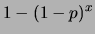 1 − (1 − p)^x